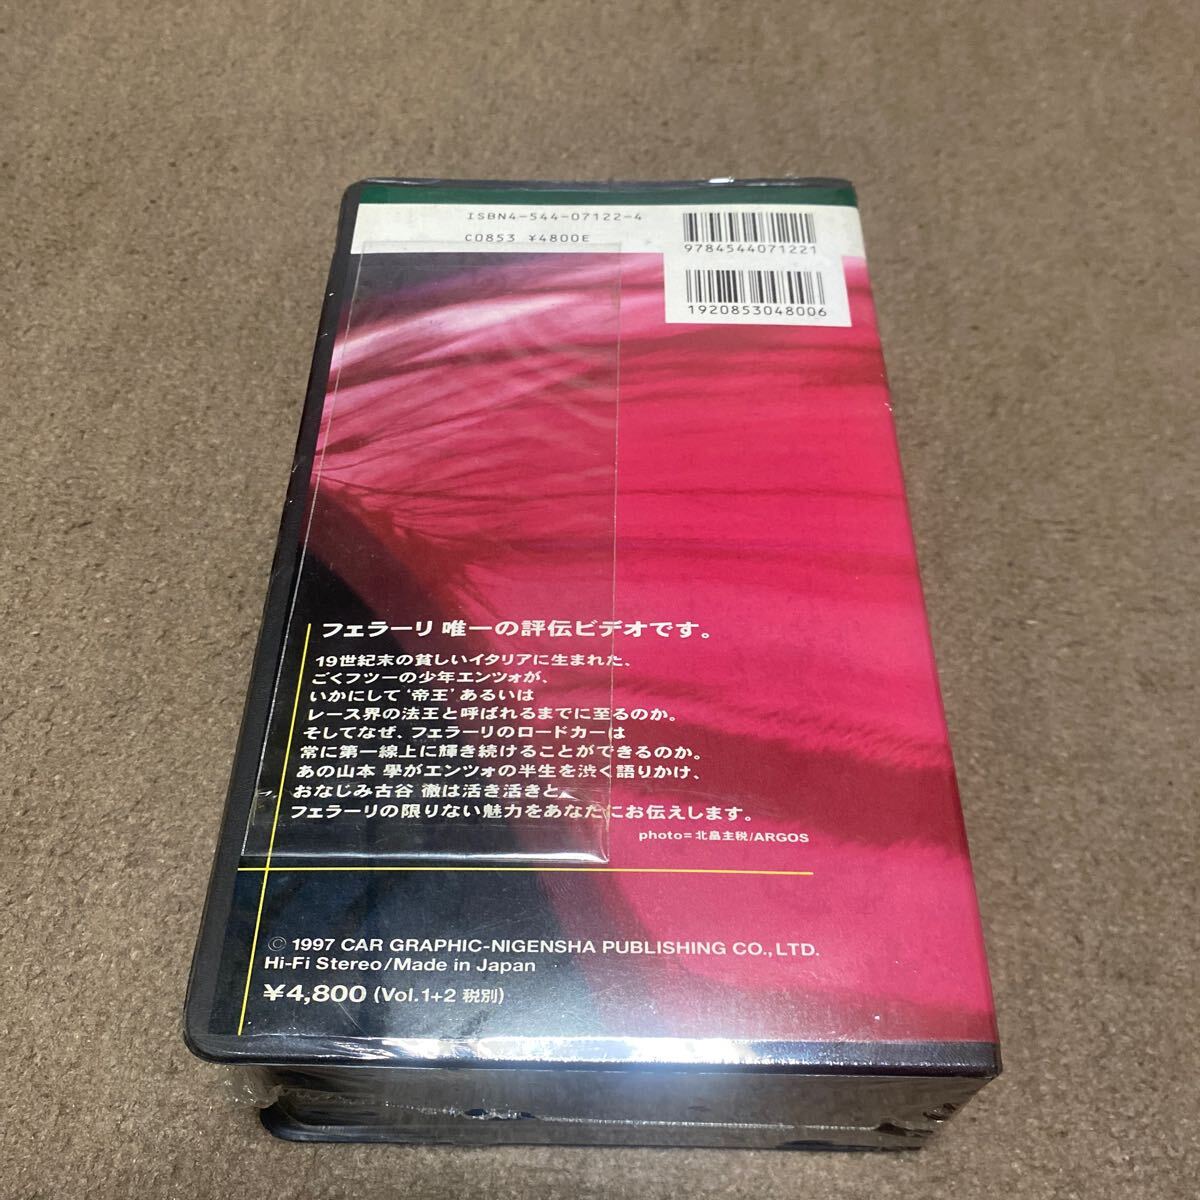 ISBN4-544-07122-4
C0853 ¥4800E
9784544071221
1920853048006
フェラーリ 唯一の評伝ビデオです。
19世紀末の貧しいイタリアに生まれた、
ごくフツーの少年エンツォが、
いかにして‘帝王’あるいは
レース界の法王と呼ばれるまでに至るのか。
そしてなぜ、フェラーリのロードカーは
常に第一線上に輝き続けることができるのか。
あの山本 學がエンツォの半生を渋く語りかけ、
おなじみ古谷 徹は活き活きと、
フェラーリの限りない魅力をあなたにお伝えします。
photo=北畠主税/ARGOS
© 1997 CAR GRAPHIC-NIGENSHA PUBLISHING CO.,LTD.
Hi-Fi Stereo/Made in Japan
¥4,800 (Vol.1+2 税別)